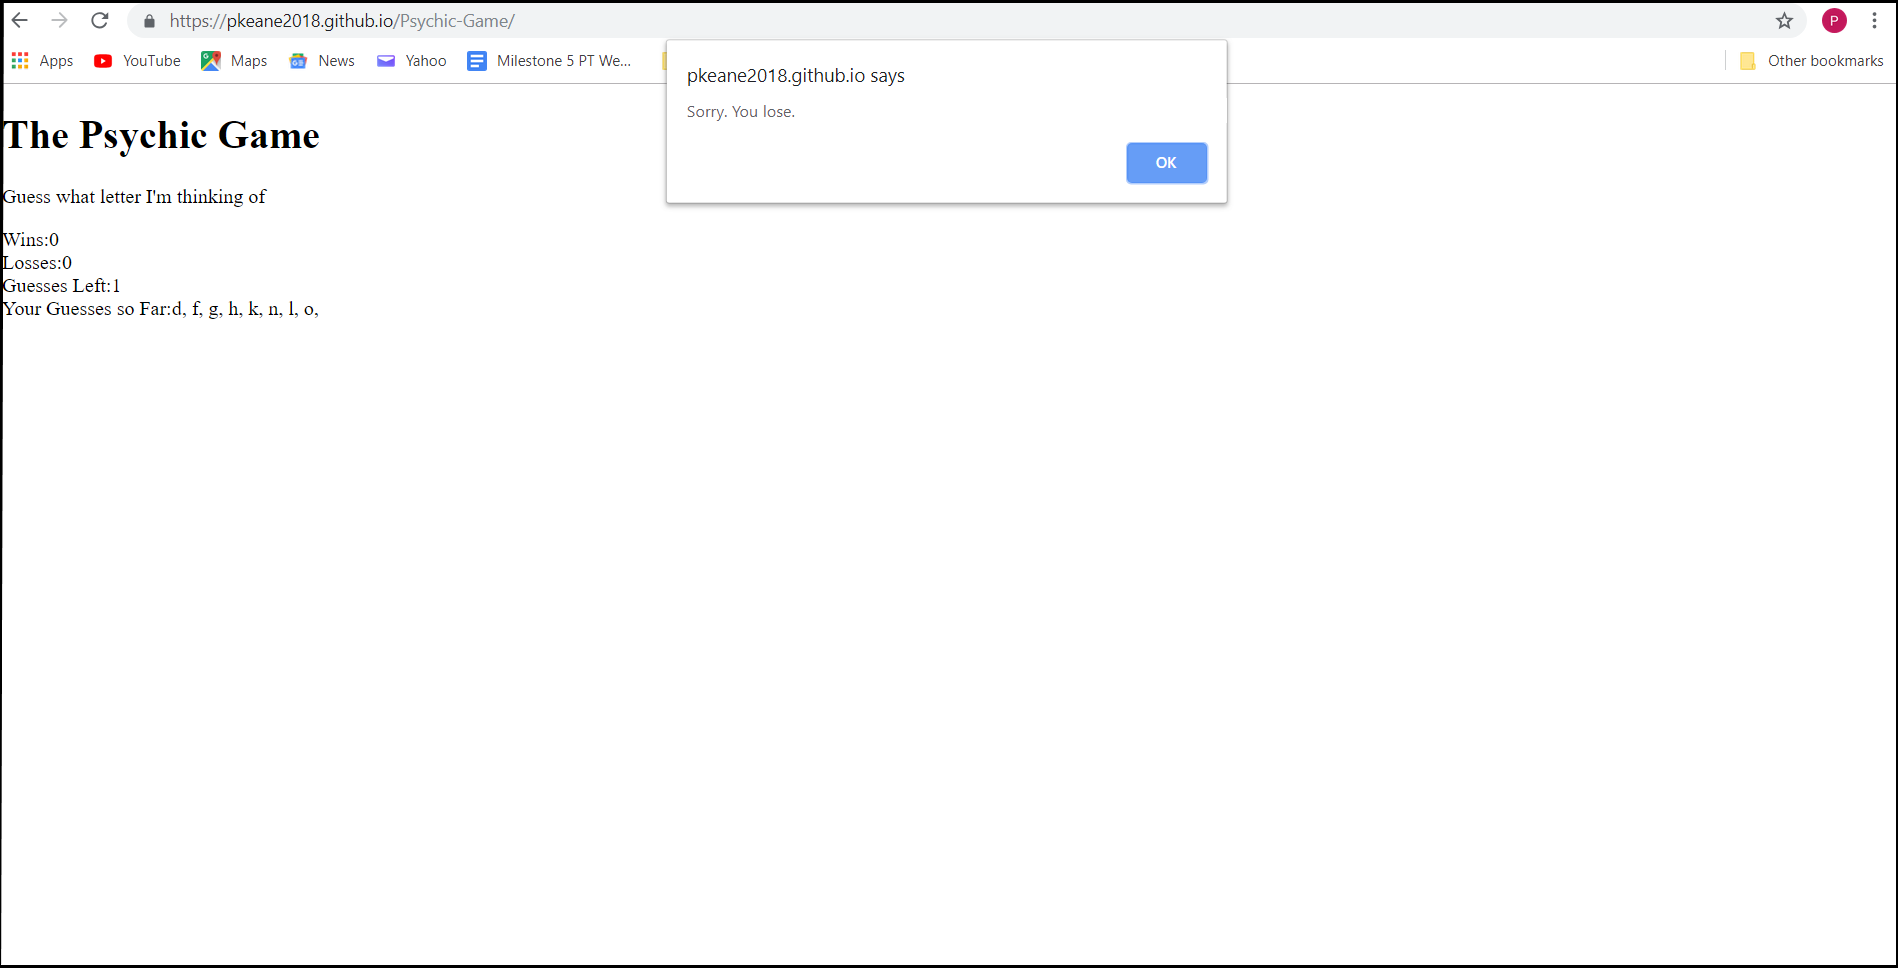 https://pkeane2018.github.io/Psychic-Game/
P
Apps YouTube Maps News Yahoo Milestone 5 PT We... Other bookmarks
pkeane2018.github.io says
Sorry. You lose.
OK
The Psychic Game
Guess what letter I'm thinking of
Wins:0
Losses:0
Guesses Left:1
Your Guesses so Far:d, f, g, h, k, n, l, o,